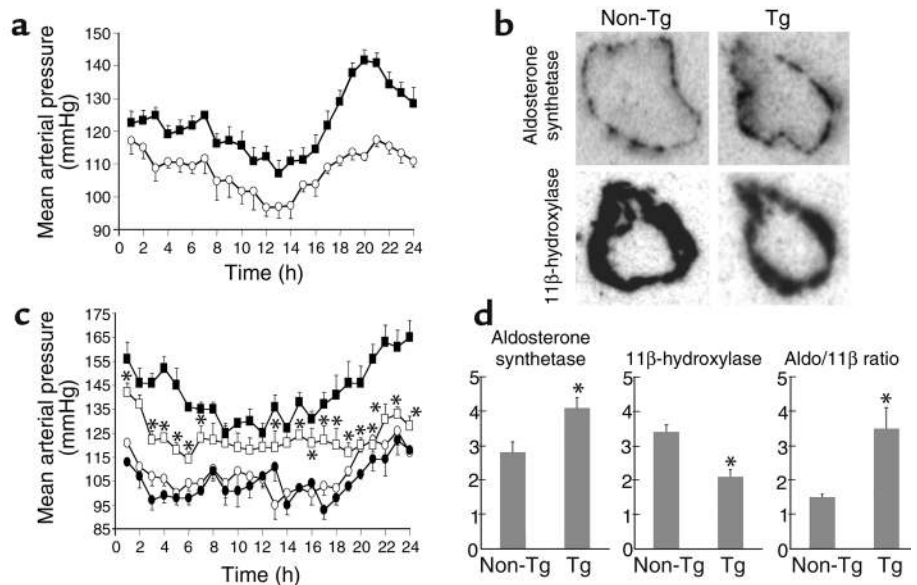 a
Mean arterial pressure
(mmHg)
150
140
130
120
110
100
90
0 2 4 6 8 10 12 14 16 18 20 22 24
Time (h)
b
Non-Tg Tg
Aldosterone
synthetase
11β-hydroxylase
c
Mean arterial pressure
(mmHg)
175
165
155
145
135
125
115
105
95
85
* * * * * * * * * * * * * * * * *
0 2 4 6 8 10 12 14 16 18 20 22 24
Time (h)
d
Aldosterone
synthetase
5
4
3
2
1
0
*
Non-Tg Tg
11β-hydroxylase
5
4
3
2
1
0
*
Non-Tg Tg
Aldo/11β ratio
5
4
3
2
1
0
*
Non-Tg Tg